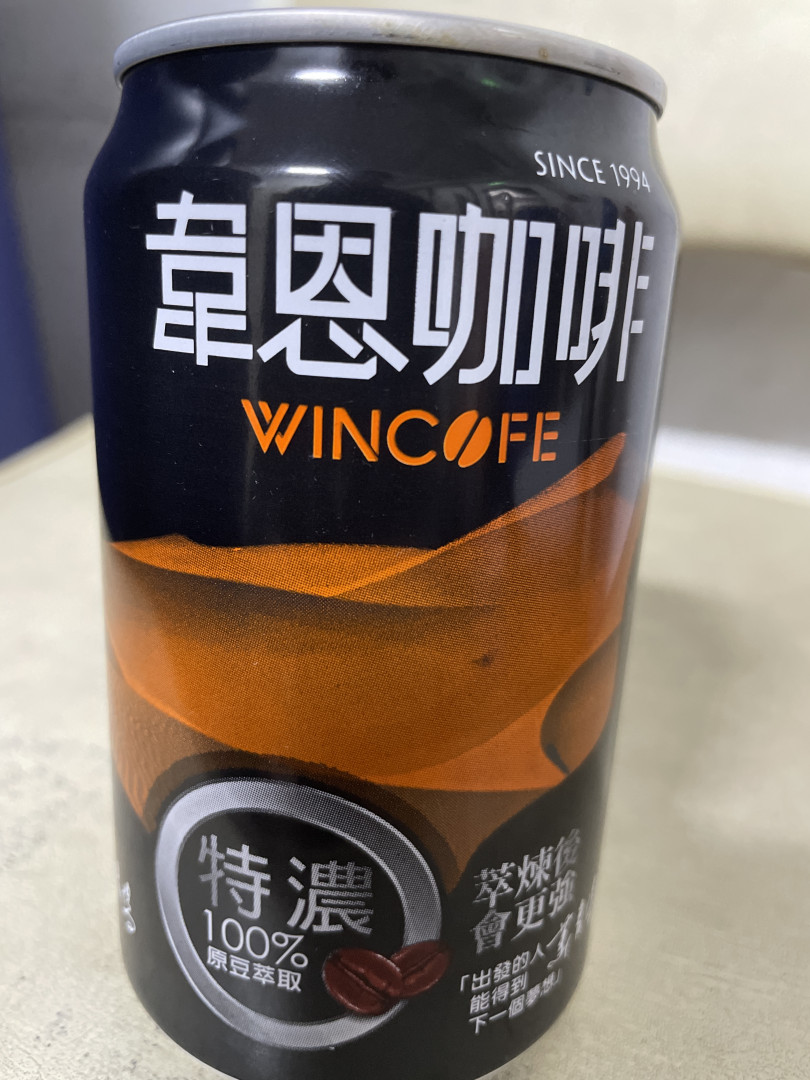 SINCE 1994
韋恩咖啡
WINCOFE
特濃
100%
原豆萃取
萃煉後
會更強
「出發的人
能得到
下一個夢想」